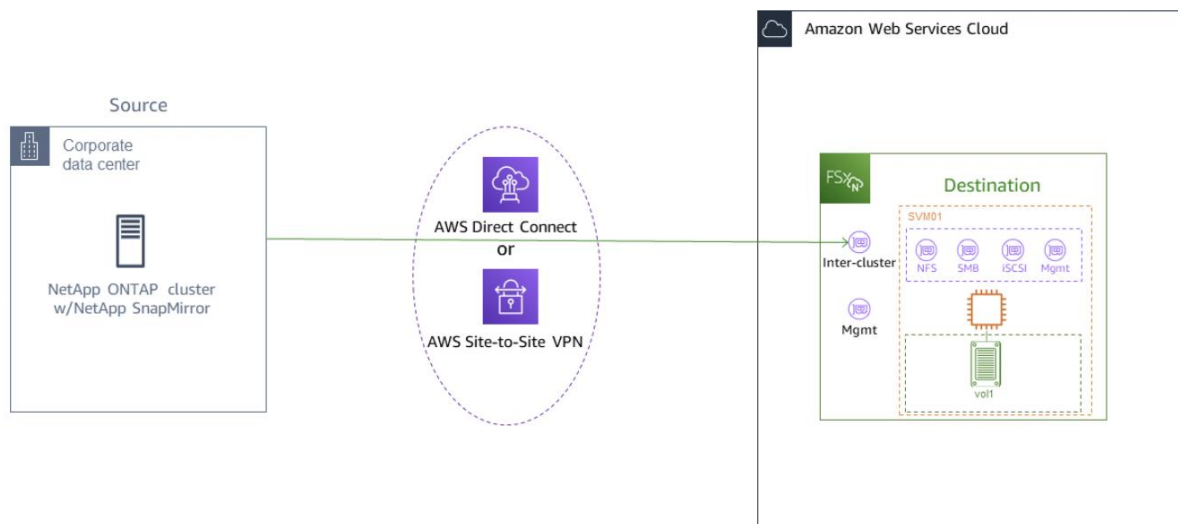 Amazon Web Services Cloud
Source
Corporate
data center
NetApp ONTAP cluster
w/NetApp SnapMirror
AWS Direct Connect
or
AWS Site-to-Site VPN
FSx
N
Destination
SVM01
NFS SMB iSCSI Mgmt
Inter-cluster
Mgmt
vol1